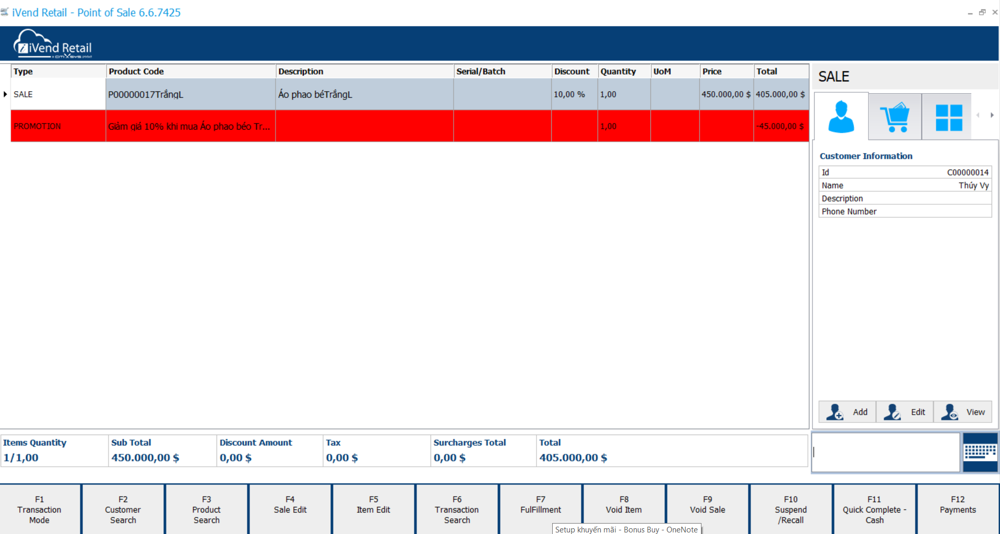 iVend Retail - Point of Sale 6.6.7425
iVend Retail
Type Product Code Description Serial/Batch Discount Quantity UoM Price Total
SALE P00000017TrắngL Áo phao béTrắngL 10,00 % 1,00 450.000,00 $ 405.000,00 $
PROMOTION Giảm giá 10% khi mua Áo phao béo Tr... 1,00 -45.000,00 $
SALE
Customer Information
Id C00000014
Name Thúy Vy
Description
Phone Number
Add Edit View
Items Quantity Sub Total Discount Amount Tax Surcharges Total Total
1/1,00 450.000,00 $ 0,00 $ 0,00 $ 0,00 $ 405.000,00 $
F1
Transaction
Mode
F2
Customer
Search
F3
Product
Search
F4
Sale Edit
F5
Item Edit
F6
Transaction
Search
F7
FulFillment
F8
Void Item
F9
Void Sale
F10
Suspend
/Recall
F11
Quick Complete -
Cash
F12
Payments
Setup khuyến mãi - Bonus Buy - OneNote